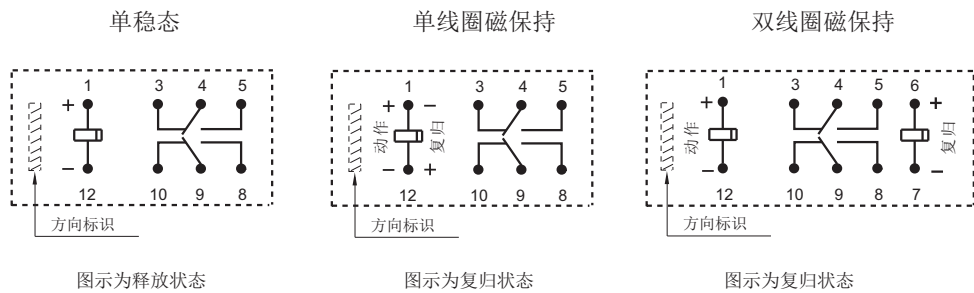 单稳态
单线圈磁保持
双线圈磁保持
1 3 4 5
+
−
12 10 9 8
方向标识
图示为释放状态
1 3 4 5
+ −
动作 复归
− +
12 10 9 8
方向标识
图示为复归状态
1 3 4 5 6
+ +
动作 复归
− −
12 10 9 8 7
方向标识
图示为复归状态